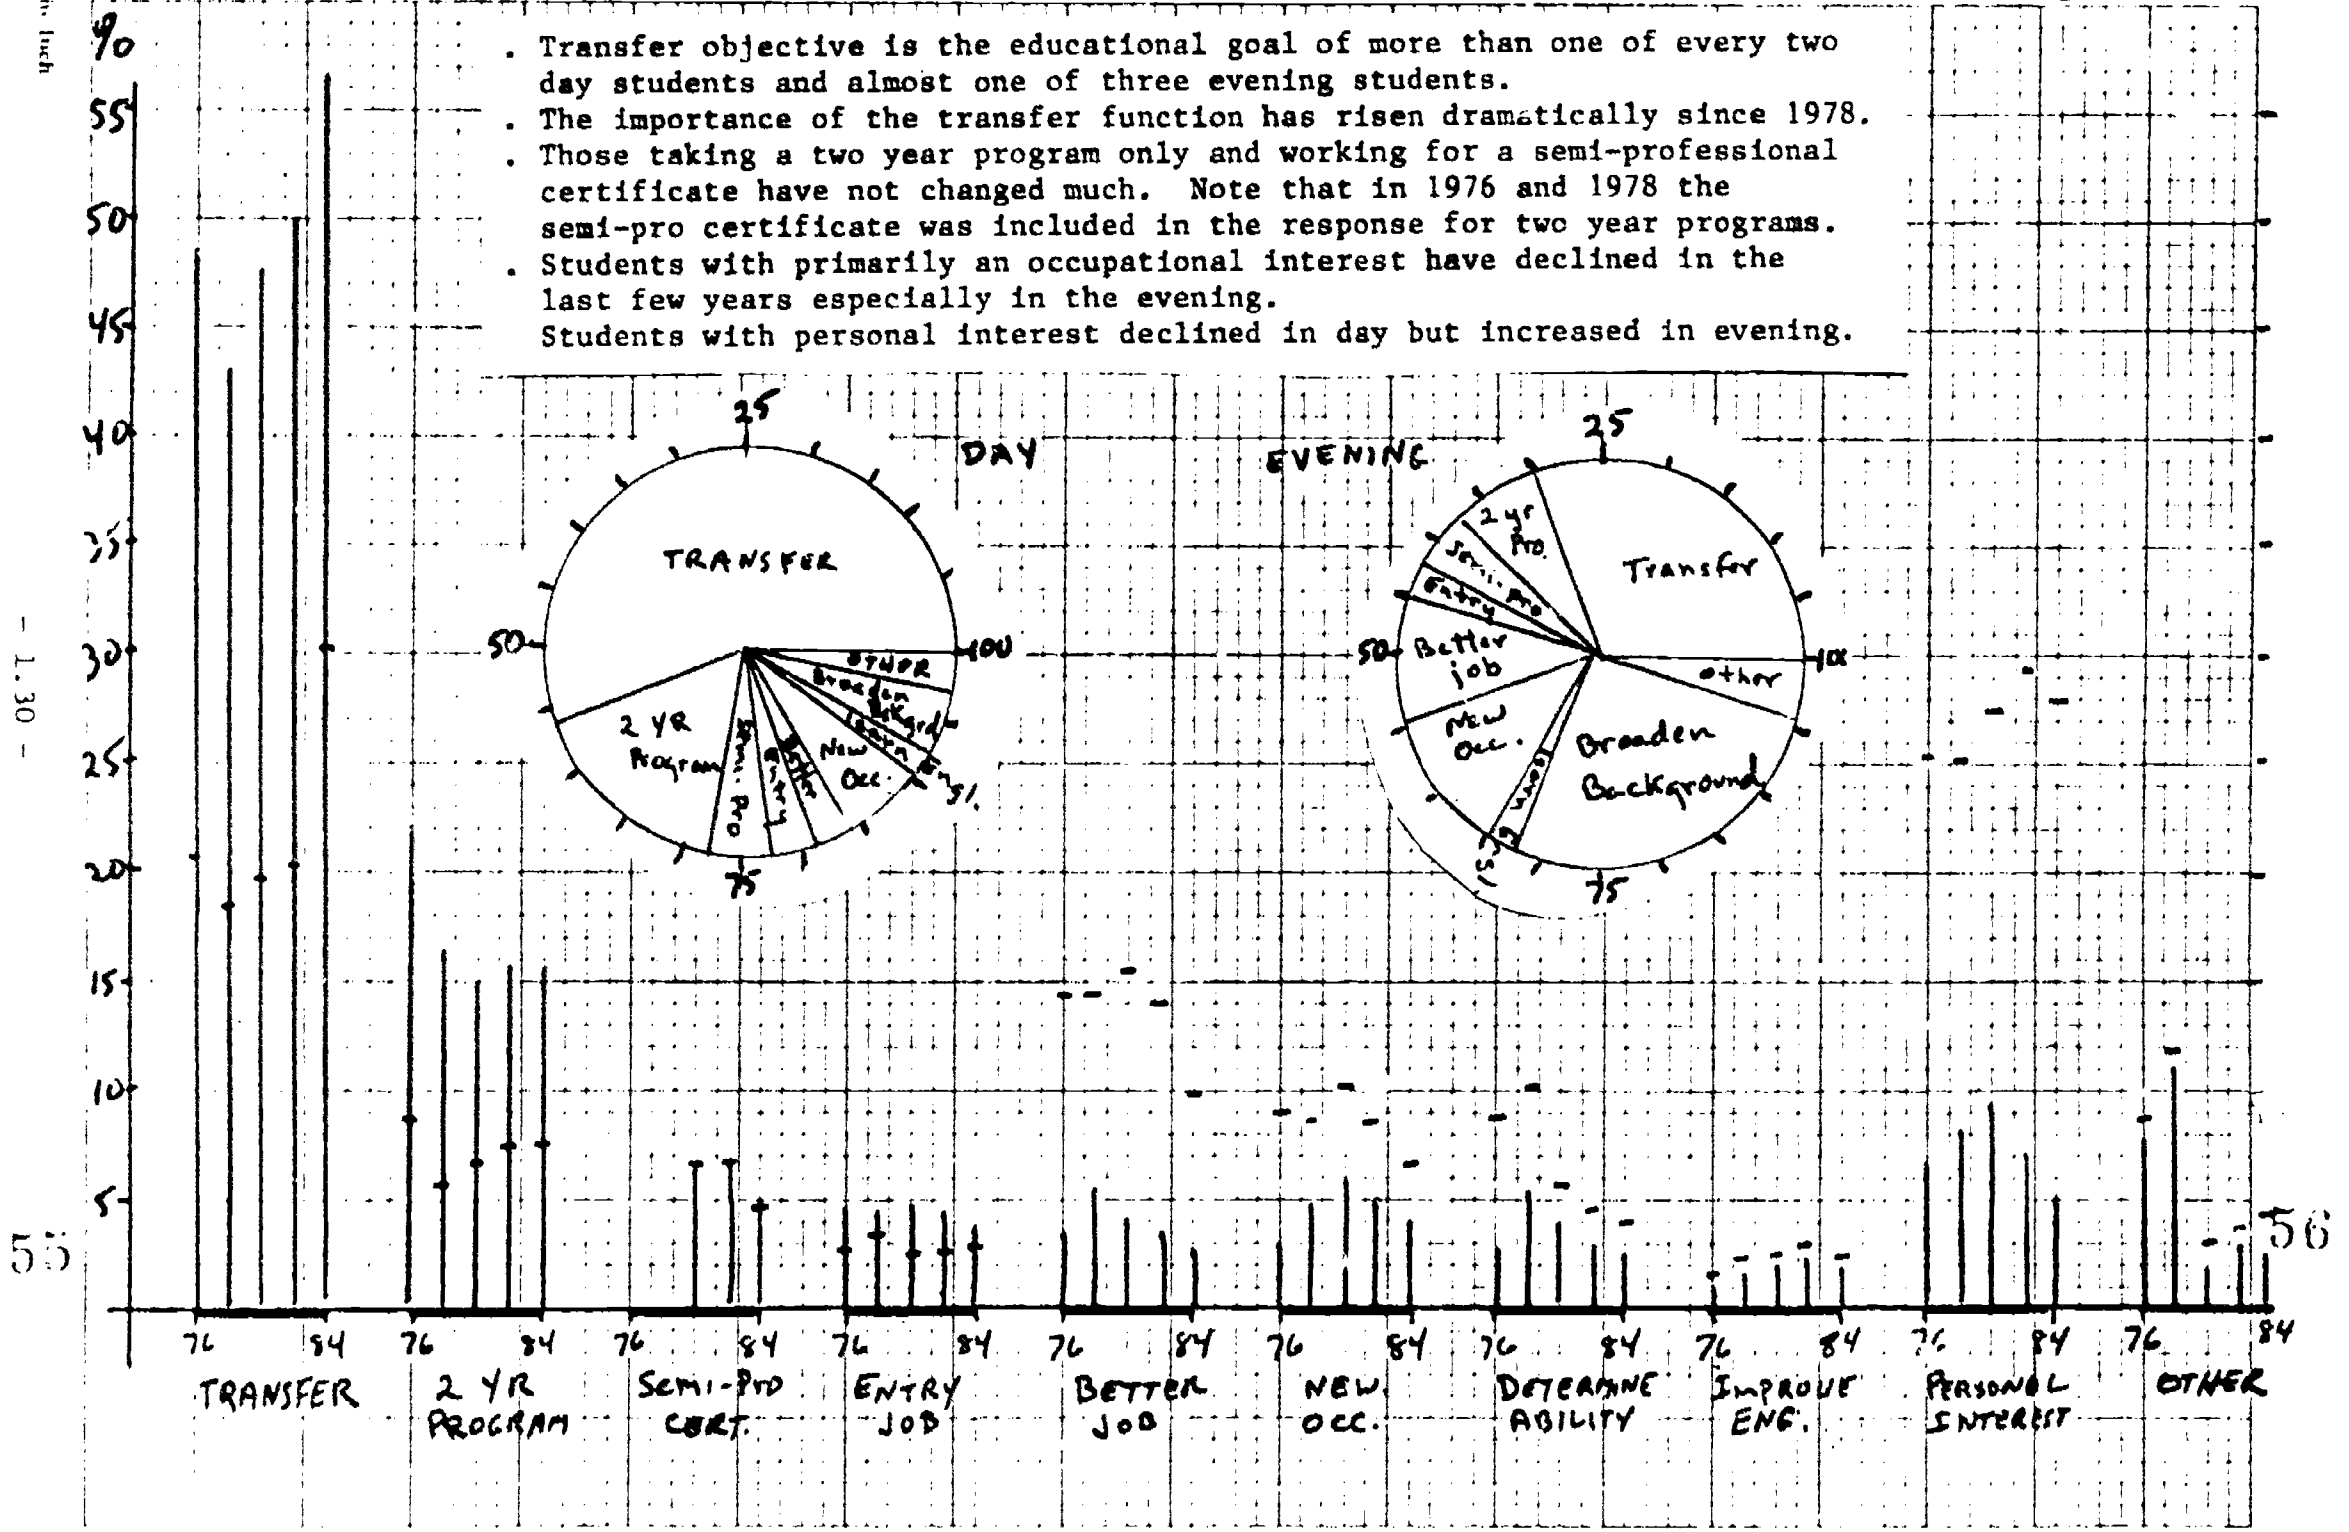 %
. Transfer objective is the educational goal of more than one of every two
day students and almost one of three evening students.
. The importance of the transfer function has risen dramatically since 1978.
. Those taking a two year program only and working for a semi-professional
certificate have not changed much. Note that in 1976 and 1978 the
semi-pro certificate was included in the response for two year programs.
. Students with primarily an occupational interest have declined in the
last few years especially in the evening.
Students with personal interest declined in day but increased in evening.
55
50
45
40
35
30
25
20
15
10
5
DAY
25
50
75
100
TRANSFER
2 YR
Program
Semi-Pro
Entry
Better
New
Occ.
Learn
Eng.
Broaden
Backgrd
OTHER
EVENING
25
50
75
Transfer
2 yr
Pro.
Semi-Pro
Entry
Better
job
New
Occ.
Learn
Broaden
Background
Other
76 84 76 84 76 84 76 84 76 84 76 84 76 84 76 84 76 84 76 84
TRANSFER
2 YR
PROGRAM
SEMI-PRO
CERT.
ENTRY
JOB
BETTER
JOB
NEW
OCC.
DETERMINE
ABILITY
IMPROVE
ENG.
PERSONAL
INTEREST
OTHER
- 1.30 -
55
56